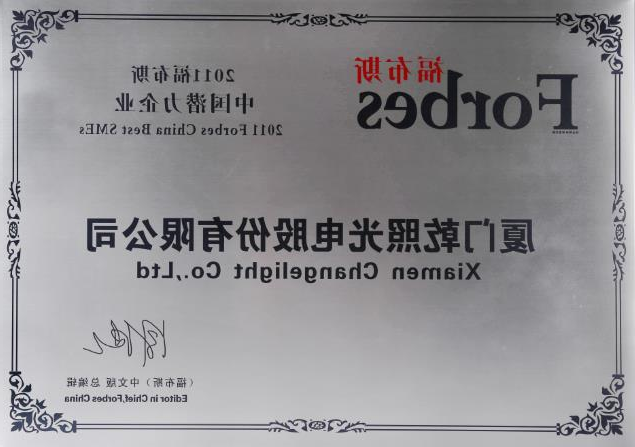 福布斯
Forbes
2011福布斯
中国潜力企业
2011 Forbes China Best SMEs
厦门乾照光电股份有限公司
Xiamen Changelight Co.,Ltd
（福布斯）中文版 总编辑
Editor in Chief,Forbes China